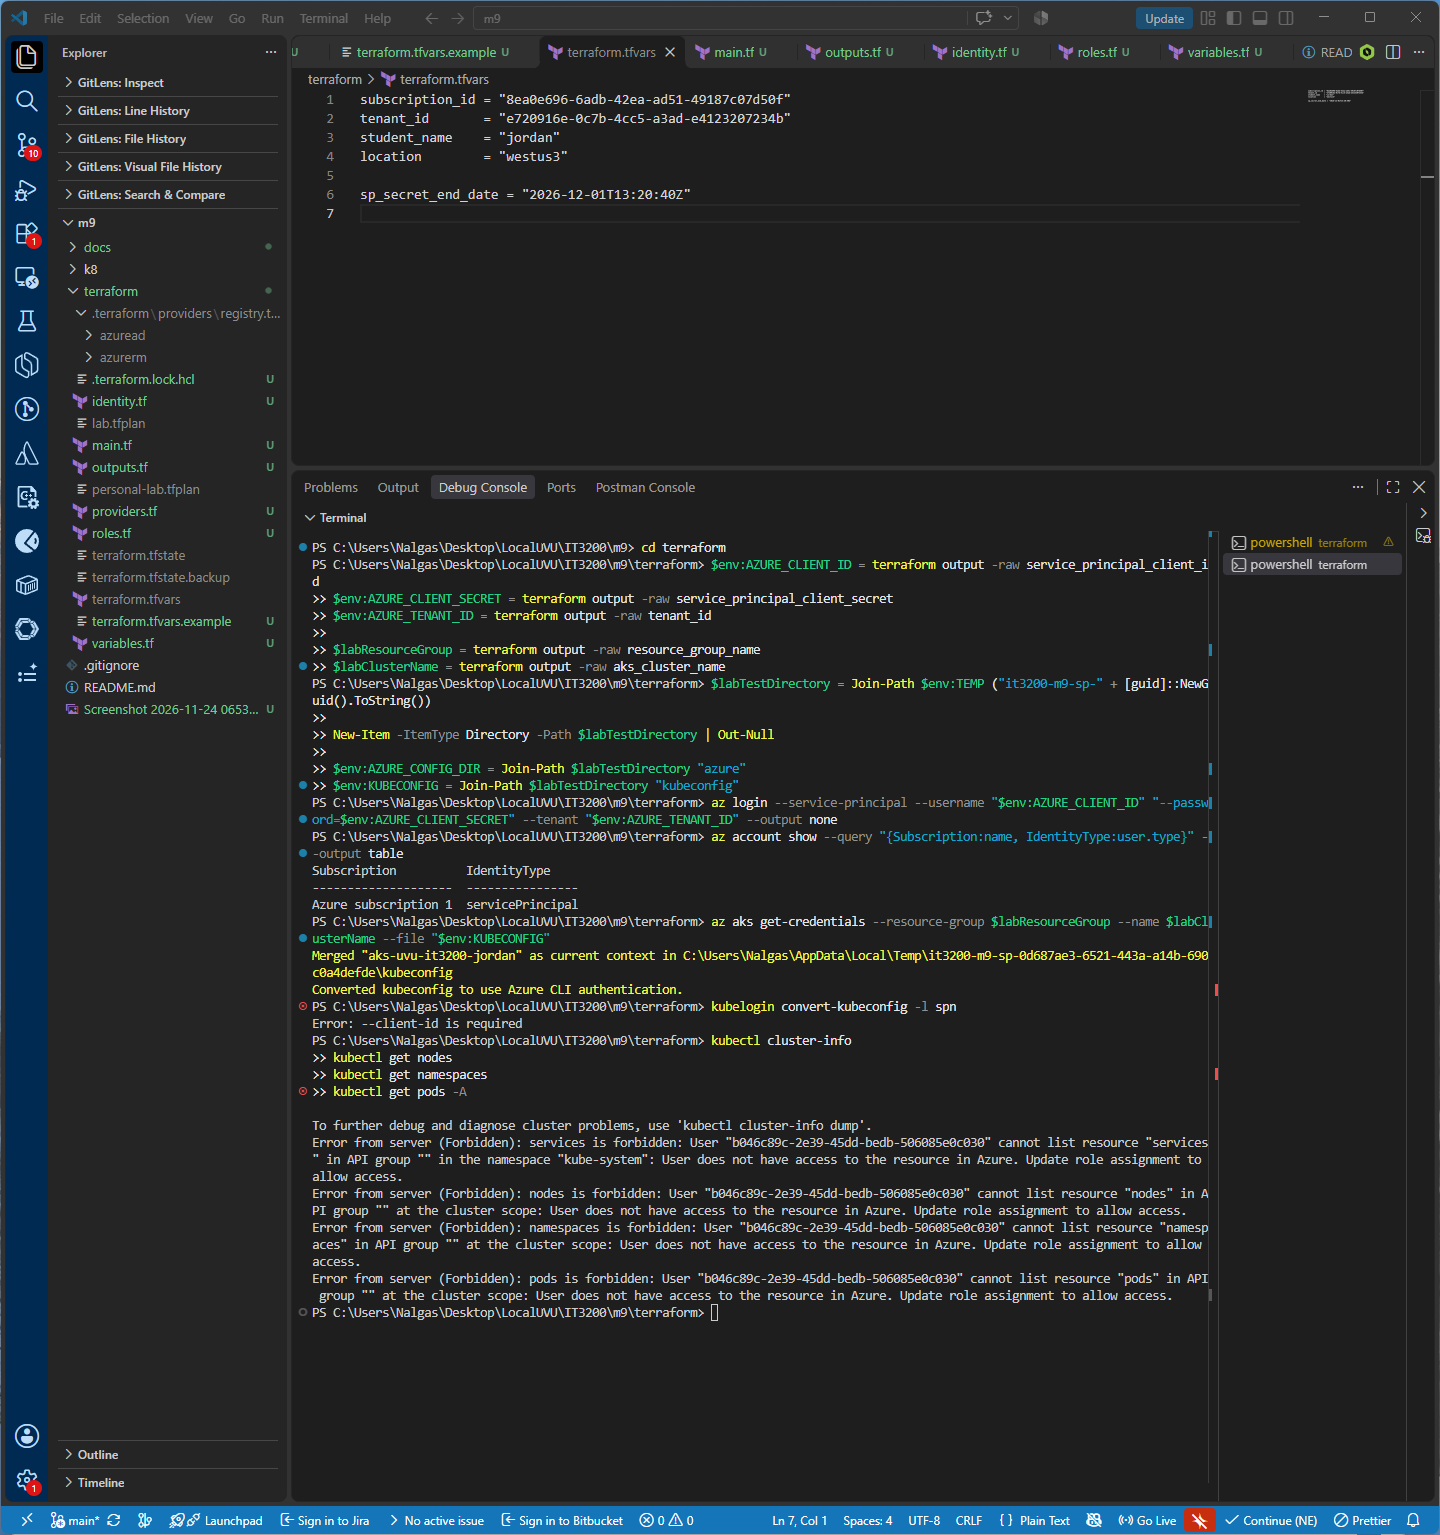 File Edit Selection View Go Run Terminal Help
m9
Update
Explorer
GitLens: Inspect
GitLens: Line History
GitLens: File History
GitLens: Visual File History
GitLens: Search & Compare
m9
docs
k8
terraform
.terraform\providers\registry.t...
azuread
azurerm
.terraform.lock.hcl U
identity.tf U
lab.tfplan
main.tf U
outputs.tf U
personal-lab.tfplan
providers.tf U
roles.tf U
terraform.tfstate
terraform.tfstate.backup
terraform.tfvars
terraform.tfvars.example U
variables.tf U
.gitignore
README.md
Screenshot 2026-11-24 0653... U
Outline
Timeline
10
1
1
U terraform.tfvars.example U terraform.tfvars main.tf U outputs.tf U identity.tf U roles.tf U variables.tf U READ
terraform > terraform.tfvars
1 subscription_id = "8ea0e696-6adb-42ea-ad51-49187c07d50f"
2 tenant_id = "e720916e-0c7b-4cc5-a3ad-e4123207234b"
3 student_name = "jordan"
4 location = "westus3"
5
6 sp_secret_end_date = "2026-12-01T13:20:40Z"
7
Problems Output Debug Console Ports Postman Console
Terminal
PS C:\Users\Nalgas\Desktop\LocalUVU\IT3200\m9> cd terraform
PS C:\Users\Nalgas\Desktop\LocalUVU\IT3200\m9\terraform> $env:AZURE_CLIENT_ID = terraform output -raw service_principal_client_i
d
>> $env:AZURE_CLIENT_SECRET = terraform output -raw service_principal_client_secret
>> $env:AZURE_TENANT_ID = terraform output -raw tenant_id
>>
>> $labResourceGroup = terraform output -raw resource_group_name
>> $labClusterName = terraform output -raw aks_cluster_name
PS C:\Users\Nalgas\Desktop\LocalUVU\IT3200\m9\terraform> $labTestDirectory = Join-Path $env:TEMP ("it3200-m9-sp-" + [guid]::NewG
uid().ToString())
>>
>> New-Item -ItemType Directory -Path $labTestDirectory | Out-Null
>>
>> $env:AZURE_CONFIG_DIR = Join-Path $labTestDirectory "azure"
>> $env:KUBECONFIG = Join-Path $labTestDirectory "kubeconfig"
PS C:\Users\Nalgas\Desktop\LocalUVU\IT3200\m9\terraform> az login --service-principal --username "$env:AZURE_CLIENT_ID" "--passw
ord=$env:AZURE_CLIENT_SECRET" --tenant "$env:AZURE_TENANT_ID" --output none
PS C:\Users\Nalgas\Desktop\LocalUVU\IT3200\m9\terraform> az account show --query "{Subscription:name, IdentityType:user.type}" -
-output table
Subscription IdentityType
-------------------- ----------------
Azure subscription 1 servicePrincipal
PS C:\Users\Nalgas\Desktop\LocalUVU\IT3200\m9\terraform> az aks get-credentials --resource-group $labResourceGroup --name $labCl
usterName --file "$env:KUBECONFIG"
Merged "aks-uvu-it3200-jordan" as current context in C:\Users\Nalgas\AppData\Local\Temp\it3200-m9-sp-0d687ae3-6521-443a-a14b-690
c0a4defde\kubeconfig
Converted kubeconfig to use Azure CLI authentication.
PS C:\Users\Nalgas\Desktop\LocalUVU\IT3200\m9\terraform> kubelogin convert-kubeconfig -l spn
Error: --client-id is required
PS C:\Users\Nalgas\Desktop\LocalUVU\IT3200\m9\terraform> kubectl cluster-info
>> kubectl get nodes
>> kubectl get namespaces
>> kubectl get pods -A
To further debug and diagnose cluster problems, use 'kubectl cluster-info dump'.
Error from server (Forbidden): services is forbidden: User "b046c89c-2e39-45dd-bedb-506085e0c030" cannot list resource "services
" in API group "" in the namespace "kube-system": User does not have access to the resource in Azure. Update role assignment to
allow access.
Error from server (Forbidden): nodes is forbidden: User "b046c89c-2e39-45dd-bedb-506085e0c030" cannot list resource "nodes" in A
PI group "" at the cluster scope: User does not have access to the resource in Azure. Update role assignment to allow access.
Error from server (Forbidden): namespaces is forbidden: User "b046c89c-2e39-45dd-bedb-506085e0c030" cannot list resource "namesp
aces" in API group "" at the cluster scope: User does not have access to the resource in Azure. Update role assignment to allow
access.
Error from server (Forbidden): pods is forbidden: User "b046c89c-2e39-45dd-bedb-506085e0c030" cannot list resource "pods" in API
group "" at the cluster scope: User does not have access to the resource in Azure. Update role assignment to allow access.
PS C:\Users\Nalgas\Desktop\LocalUVU\IT3200\m9\terraform>
powershell terraform
powershell terraform
main* Launchpad Sign in to Jira No active issue Sign in to Bitbucket 0 0 Ln 7, Col 1 Spaces: 4 UTF-8 CRLF { } Plain Text Go Live Continue (NE) Prettier